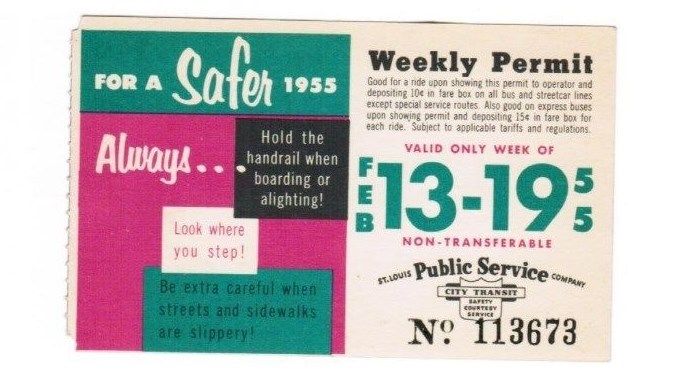 FOR A Safer 1955
Always...
Hold the
handrail when
boarding or
alighting!
Look where
you step!
Be extra careful when
streets and sidewalks
are slippery!
Weekly Permit
Good for a ride upon showing this permit to operator and
depositing 10¢ in fare box on all bus and streetcar lines
except special service routes. Also good on express buses
upon showing permit and depositing 15¢ in fare box for
each ride. Subject to applicable tariffs and regulations.
VALID ONLY WEEK OF
FEB 13-19 55
NON-TRANSFERABLE
ST. LOUIS Public Service COMPANY
CITY TRANSIT
SAFETY
COURTESY
SERVICE
Nº 113673